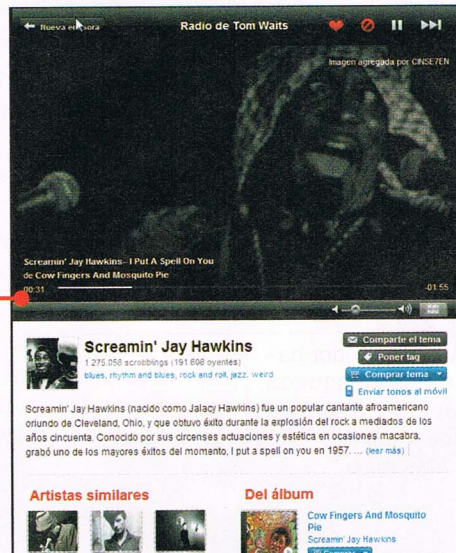 Nueva emisora
Radio de Tom Waits
Imagen agregada por CINSE7EN
Screamin' Jay Hawkins- I Put A Spell On You
de Cow Fingers And Mosquito Pie
00:31
-01:55
Screamin' Jay Hawkins
1.275.056 scrobblings (191.606 oyentes)
blues, rhythm and blues, rock and roll, jazz, weird
Comparte el tema
Poner tag
Comprar tema
Enviar tonos al móvil
Screamin' Jay Hawkins (nacido como Jalacy Hawkins) fue un popular cantante afroamericano
oriundo de Cleveland, Ohio, y que obtuvo éxito durante la explosión del rock a mediados de los
años cincuenta. Conocido por sus circenses actuaciones y estética en ocasiones macabra,
grabó uno de los mayores éxitos del momento, I put a spell on you en 1957. ... (leer más)
Artistas similares
Del álbum
Cow Fingers And Mosquito
Pie
Screamin' Jay Hawkins